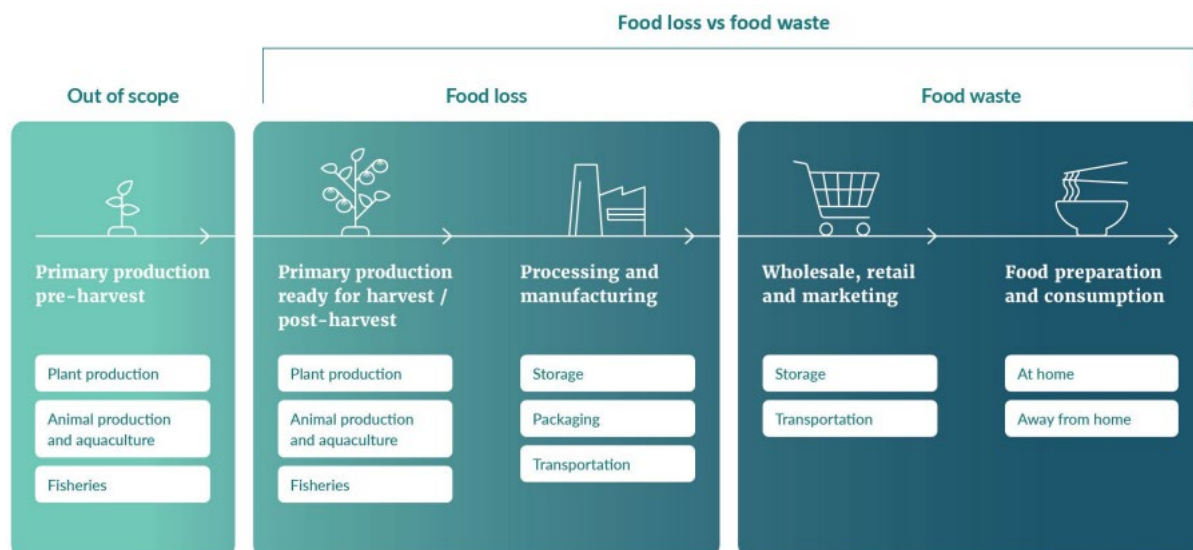 Food loss vs food waste
Out of scope
Food loss
Food waste
Primary production
pre-harvest
Plant production
Animal production
and aquaculture
Fisheries
Primary production
ready for harvest /
post-harvest
Plant production
Animal production
and aquaculture
Fisheries
Processing and
manufacturing
Storage
Packaging
Transportation
Wholesale, retail
and marketing
Storage
Transportation
Food preparation
and consumption
At home
Away from home